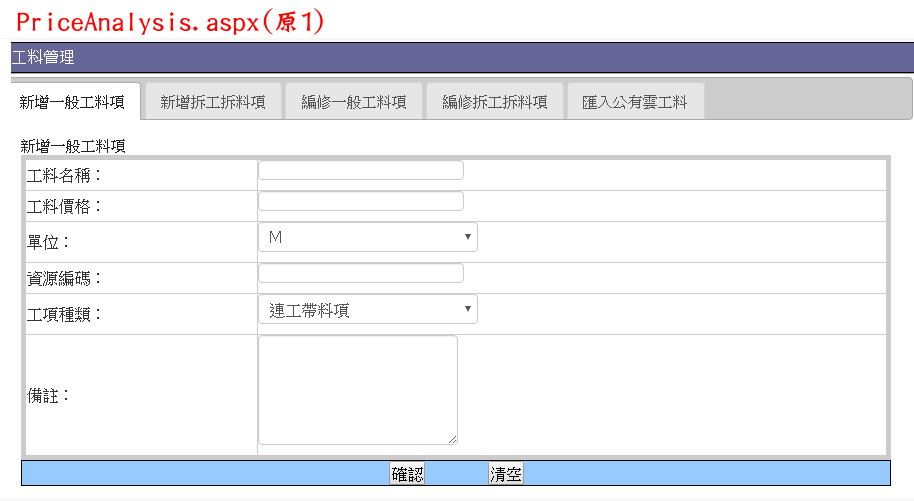 PriceAnalysis.aspx(原1)
工料管理
新增一般工料項 新增拆工拆料項 編修一般工料項 編修拆工拆料項 匯入公有雲工料
新增一般工料項
工料名稱：
工料價格：
單位： M
資源編碼：
工項種類： 連工帶料項
備註：
確認 清空